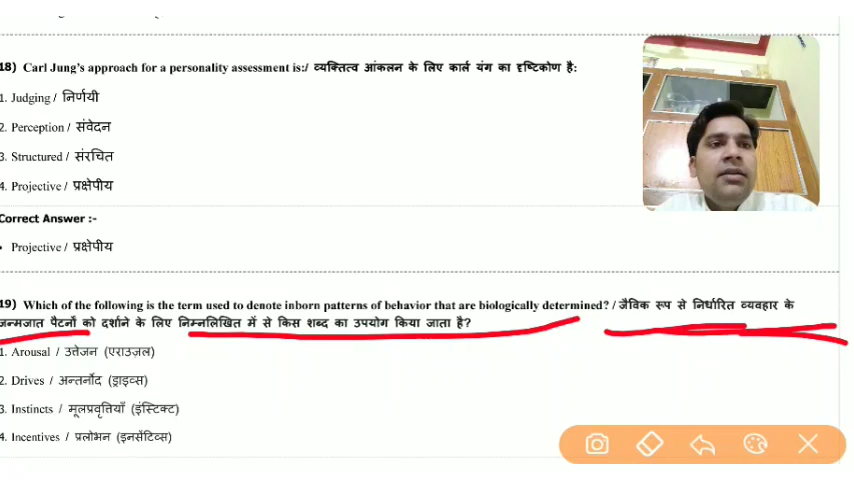 18) Carl Jung's approach for a personality assessment is:/ व्यक्तित्व आंकलन के लिए कार्ल यंग का दृष्टिकोण है:
1. Judging / निर्णयी
2. Perception / संवेदन
3. Structured / संरचित
4. Projective / प्रक्षेपीय
Correct Answer :-
• Projective / प्रक्षेपीय
19) Which of the following is the term used to denote inborn patterns of behavior that are biologically determined? / जैविक रूप से निर्धारित व्यवहार के
जन्मजात पैटर्नों को दर्शाने के लिए निम्नलिखित में से किस शब्द का उपयोग किया जाता है?
1. Arousal / उत्तेजन (एराउज़ल)
2. Drives / अन्तर्नोद (ड्राइव्स)
3. Instincts / मूलप्रवृत्तियाँ (इंस्टिक्ट)
4. Incentives / प्रलोभन (इनसेंटिव्स)